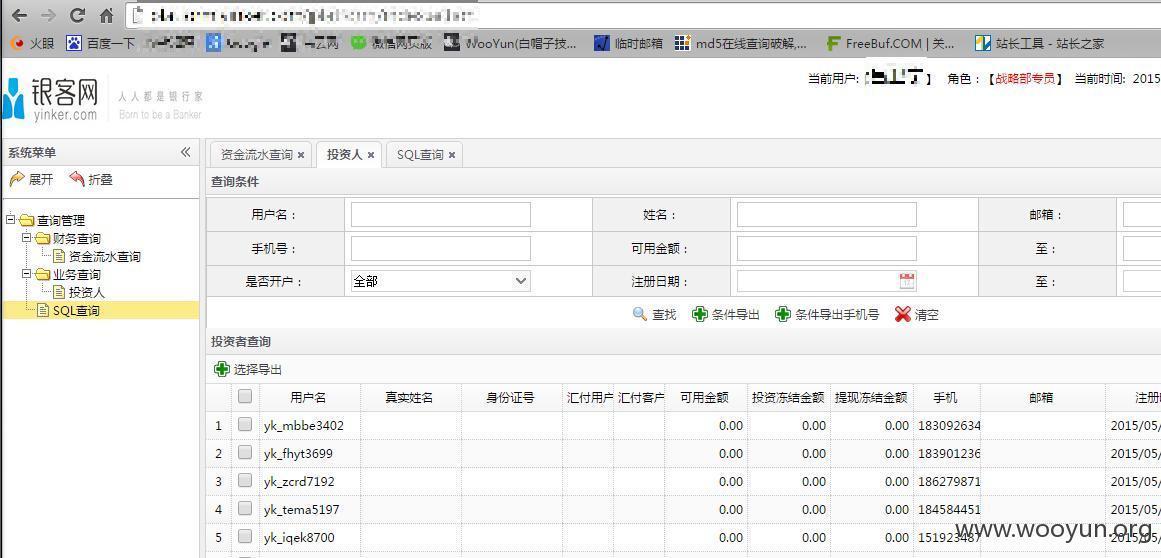 火眼 百度一下 微信网页版 WooYun(白帽子技... 临时邮箱 md5在线查询破解,... FreeBuf.COM | 关... 站长工具 - 站长之家
银客网
yinker.com
人人都是银行家
Born to be a Banker
当前用户: 】 角色：【战略部专员】 当前时间: 2015
系统菜单
展开 折叠
查询管理
财务查询
资金流水查询
业务查询
投资人
SQL查询
资金流水查询 投资人 SQL查询
查询条件
用户名： 姓名： 邮箱：
手机号： 可用金额： 至：
是否开户： 全部 注册日期： 至：
查找 条件导出 条件导出手机号 清空
投资者查询
选择导出
用户名 真实姓名 身份证号 汇付用户 汇付客户 可用金额 投资冻结金额 提现冻结金额 手机 邮箱 注册
1 yk_mbbe3402 0.00 0.00 0.00 183092634 2015/05/
2 yk_fhyt3699 0.00 0.00 0.00 183901236 2015/05/
3 yk_zcrd7192 0.00 0.00 0.00 186279871 2015/05/
4 yk_tema5197 0.00 0.00 0.00 184584451 2015/05/
5 yk_iqek8700 0.00 0.00 0.00 151923487 2015/05/
www.wooyun.org